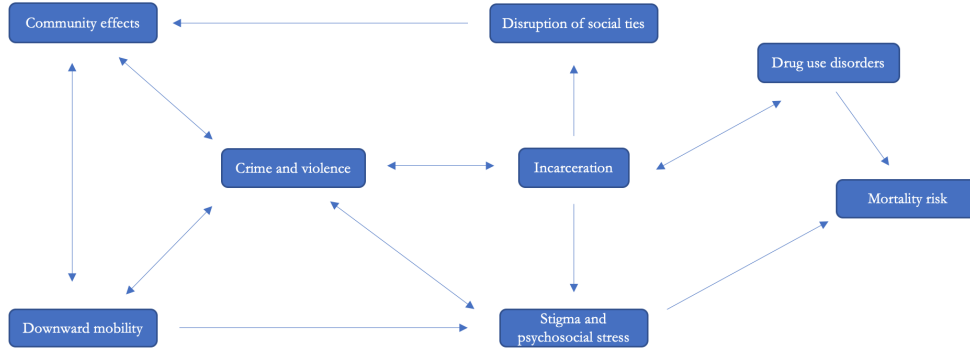 Community effects
Disruption of social ties
Drug use disorders
Crime and violence
Incarceration
Mortality risk
Downward mobility
Stigma and
psychosocial stress